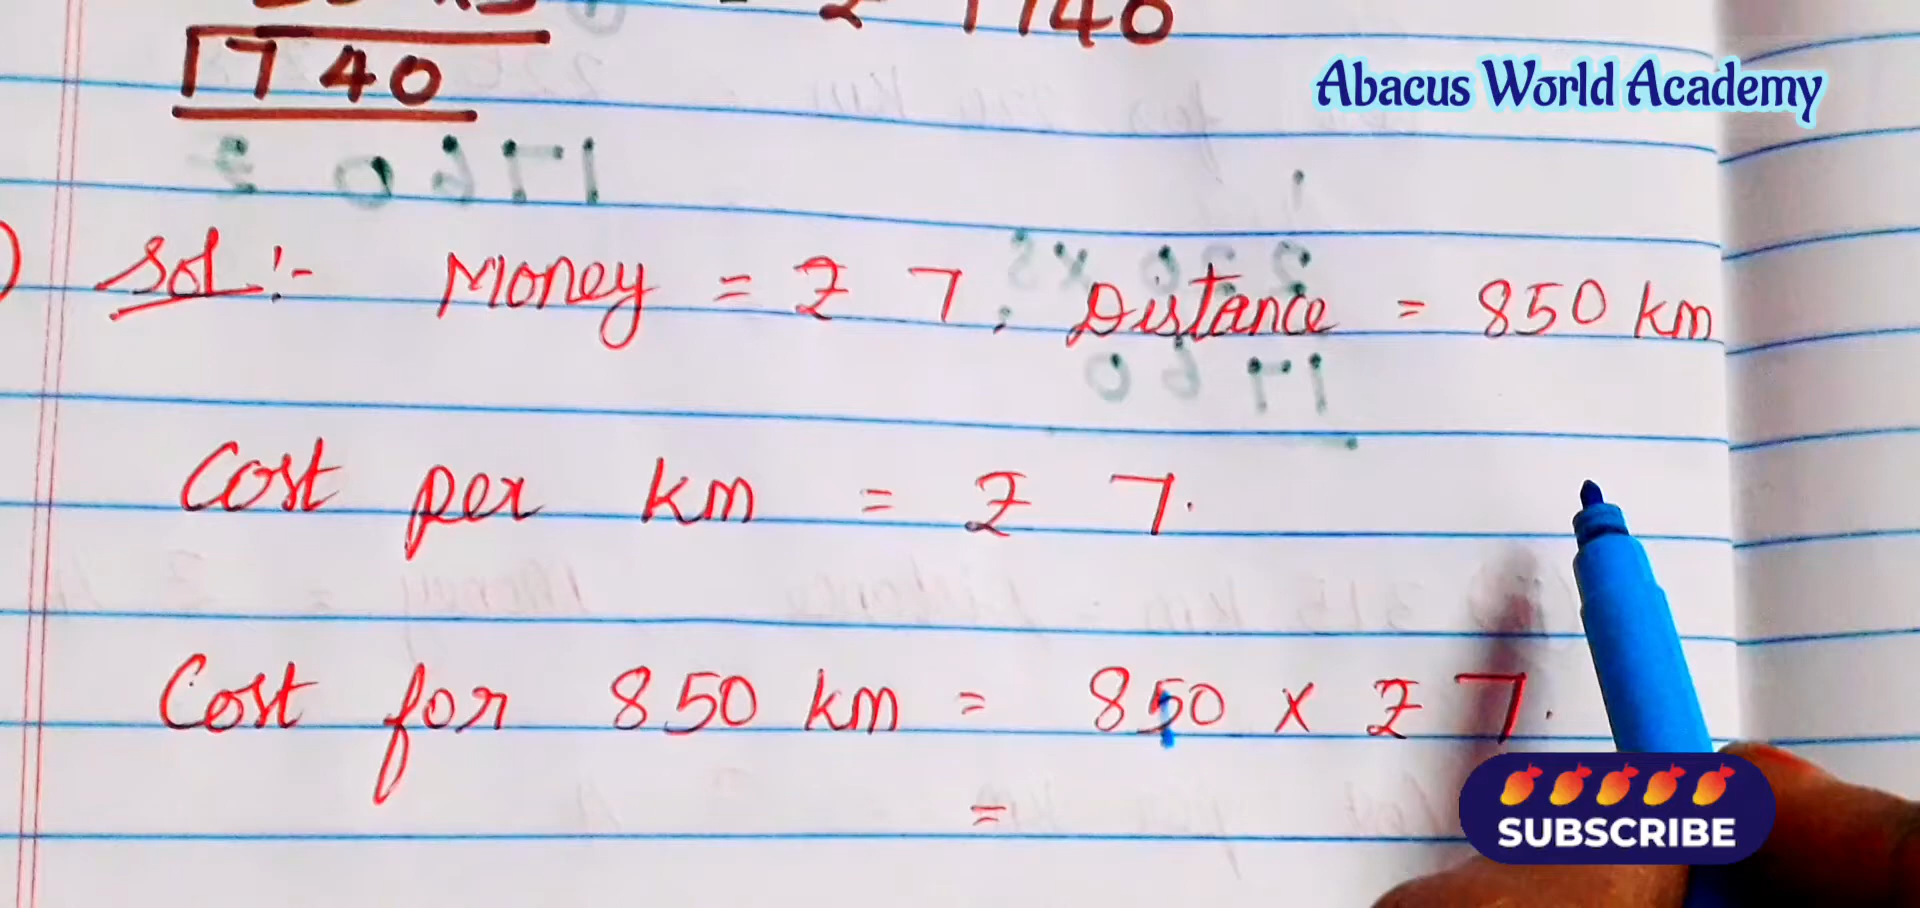 1740
= ₹ 1740
Abacus World Academy
Sol:- Money = ₹ 7, Distance = 850 km
Cost per km = ₹ 7.
Cost for 850 km = 850 x ₹ 7.
=
SUBSCRIBE